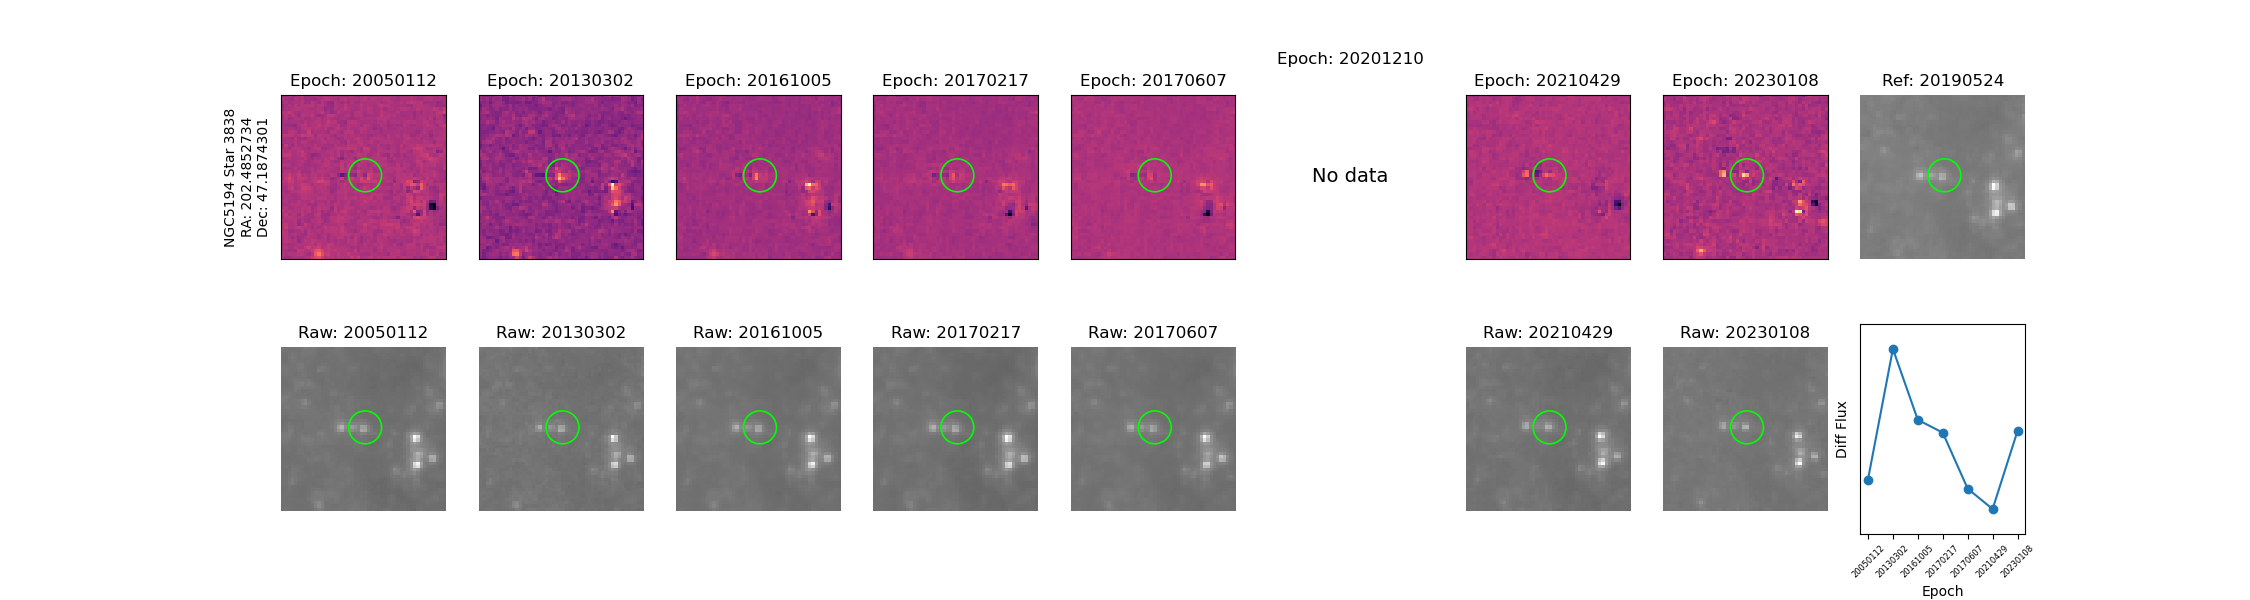 Epoch: 20201210
Epoch: 20050112
Epoch: 20130302
Epoch: 20161005
Epoch: 20170217
Epoch: 20170607
Epoch: 20210429
Epoch: 20230108
Ref: 20190524
NGC5194 Star 3838
RA: 202.4852734
Dec: 47.1874301
No data
Raw: 20050112
Raw: 20130302
Raw: 20161005
Raw: 20170217
Raw: 20170607
Raw: 20210429
Raw: 20230108
Diff Flux
20050112
20130302
20161005
20170217
20170607
20210429
20230108
Epoch